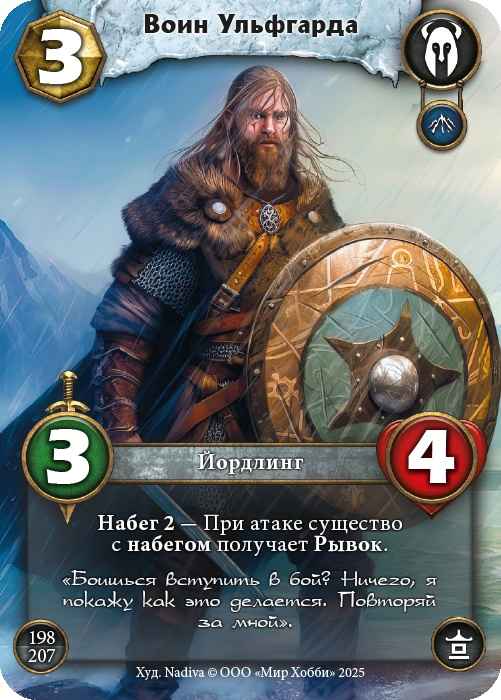 Воин Ульфгарда
3
3
Йордлинг
4
Набег 2 — При атаке существо
с набегом получает Рывок.
«Боишься вступить в бой? Ничего, я
покажу как это делается. Повторяй
за мной».
198
207
Худ. Nadiva © ООО «Мир Хобби» 2025